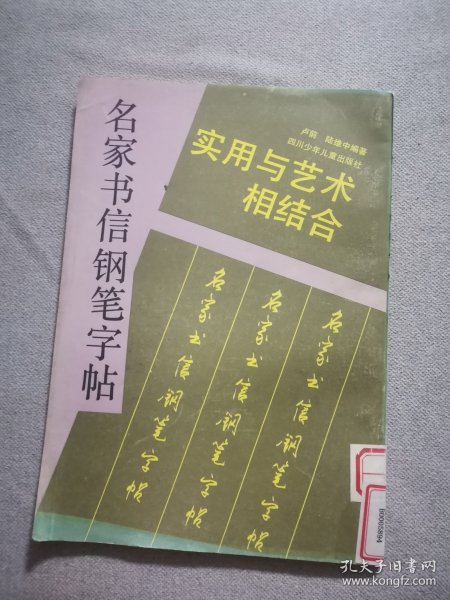 名家书信钢笔字帖
卢前 陆维中编著
四川少年儿童出版社
实用与艺术
相结合
名家书信钢笔字帖
名家书信钢笔字帖
名家书信钢笔字帖
孔夫子旧书网
www.kongfz.com